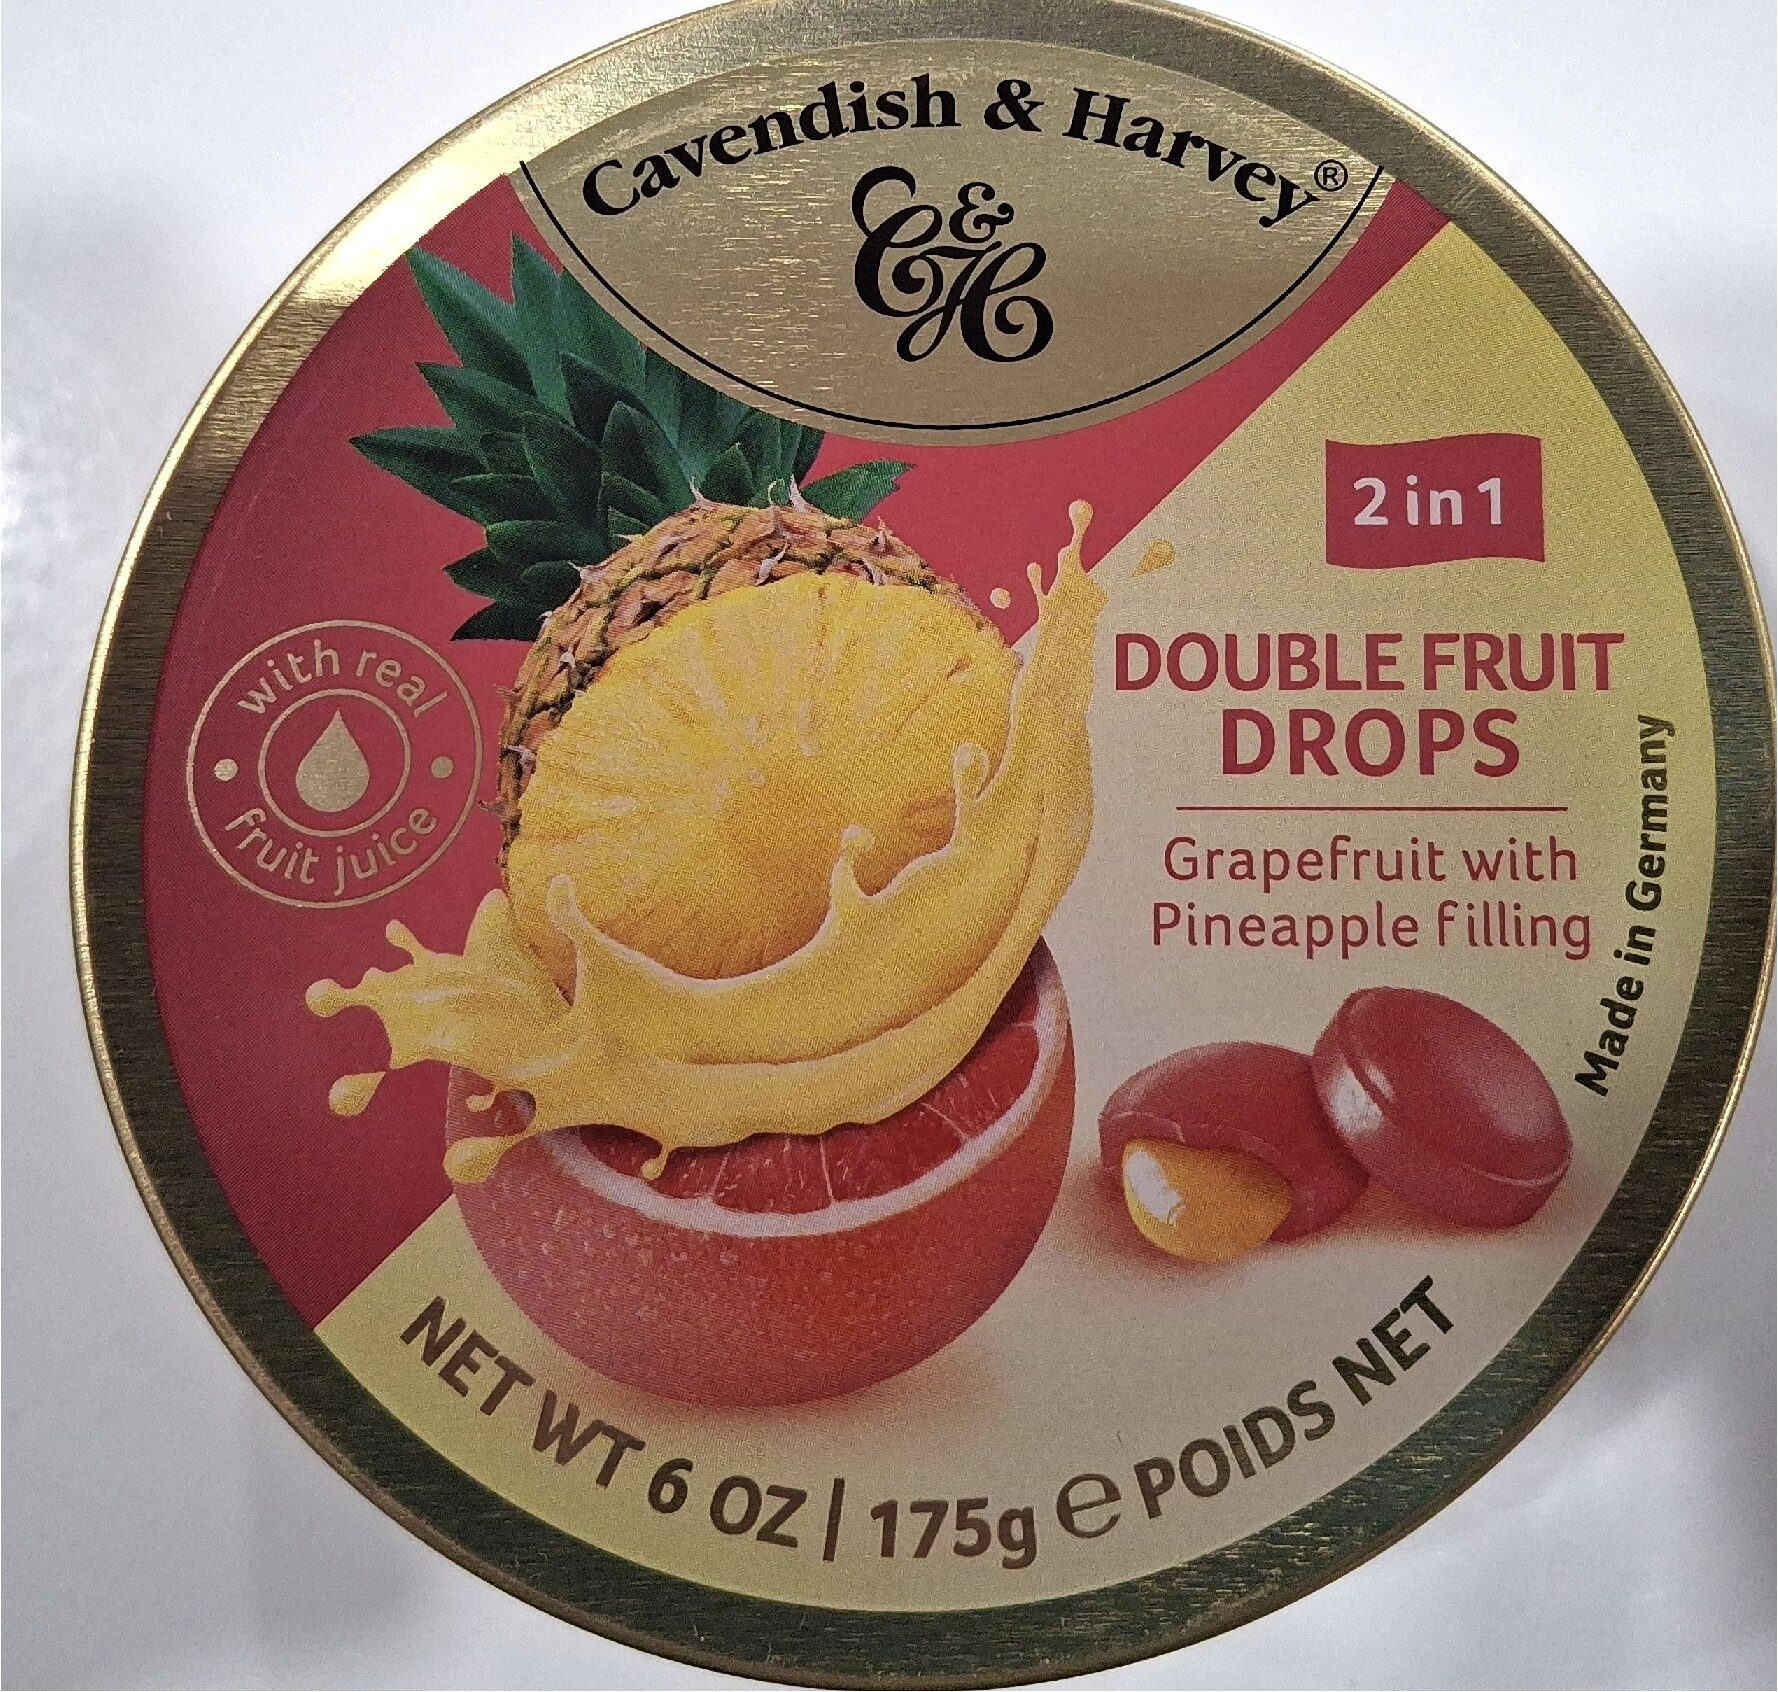 Cavendish & Harvey®
C&H
2 in 1
with real
fruit juice
DOUBLE FRUIT
DROPS
Grapefruit with
Pineapple filling
Made in Germany
NET WT 6 OZ | 175g ℮ POIDS NET